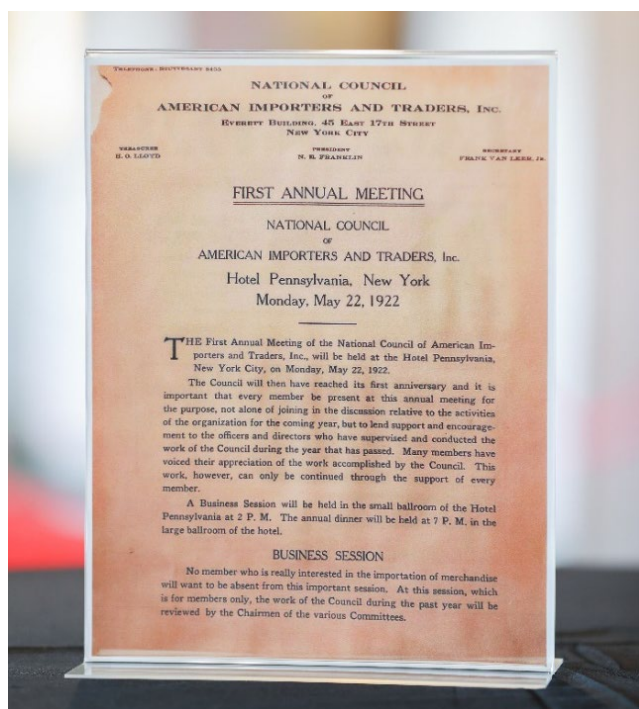 TELEPHONE: STUYVESANT 8455
NATIONAL COUNCIL
OF
AMERICAN IMPORTERS AND TRADERS, INC.
EVERETT BUILDING, 45 EAST 17TH STREET
NEW YORK CITY
TREASURER
H. O. LLOYD
PRESIDENT
N. B. FRANKLIN
SECRETARY
FRANK VAN LEER, JR.
FIRST ANNUAL MEETING
NATIONAL COUNCIL
OF
AMERICAN IMPORTERS AND TRADERS, Inc.
Hotel Pennsylvania, New York
Monday, May 22, 1922
THE First Annual Meeting of the National Council of American Im-
porters and Traders, Inc., will be held at the Hotel Pennsylvania,
New York City, on Monday, May 22, 1922.
The Council will then have reached its first anniversary and it is
important that every member be present at this annual meeting for
the purpose, not alone of joining in the discussion relative to the activities
of the organization for the coming year, but to lend support and encourage-
ment to the officers and directors who have supervised and conducted the
work of the Council during the year that has passed. Many members have
voiced their appreciation of the work accomplished by the Council. This
work, however, can only be continued through the support of every
member.
A Business Session will be held in the small ballroom of the Hotel
Pennsylvania at 2 P. M. The annual dinner will be held at 7 P. M. in the
large ballroom of the hotel.
BUSINESS SESSION
No member who is really interested in the importation of merchandise
will want to be absent from this important session. At this session, which
is for members only, the work of the Council during the past year will be
reviewed by the Chairmen of the various Committees.